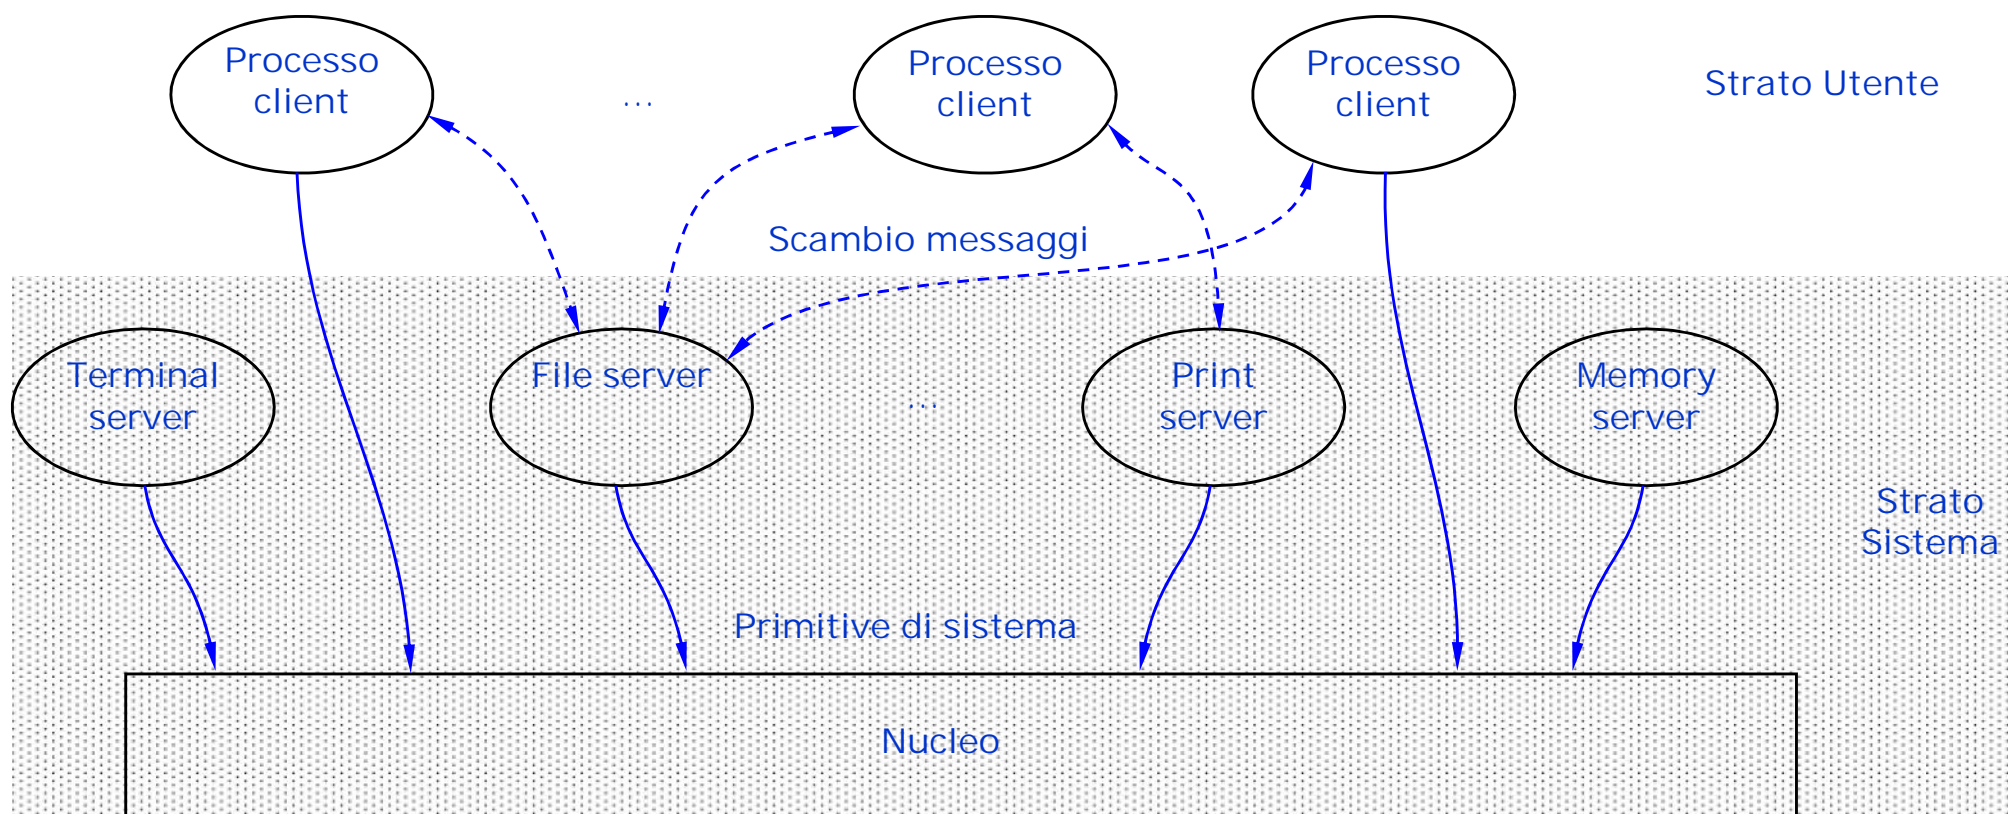 Processo
client
...
Processo
client
Processo
client
Strato Utente
Scambio messaggi
Terminal
server
File server
...
Print
server
Memory
server
Strato
Sistema
Primitive di sistema
Nucleo